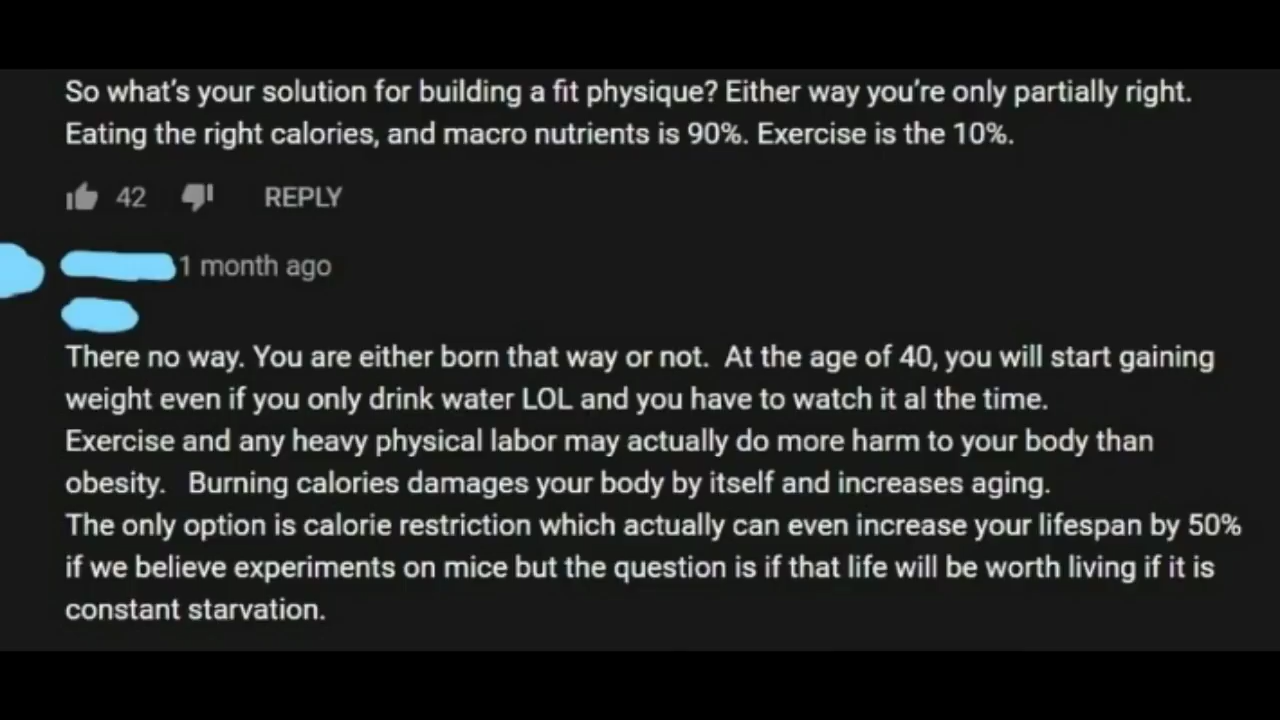 So what's your solution for building a fit physique? Either way you're only partially right.
Eating the right calories, and macro nutrients is 90%. Exercise is the 10%.
42 REPLY
1 month ago
There no way. You are either born that way or not. At the age of 40, you will start gaining
weight even if you only drink water LOL and you have to watch it al the time.
Exercise and any heavy physical labor may actually do more harm to your body than
obesity. Burning calories damages your body by itself and increases aging.
The only option is calorie restriction which actually can even increase your lifespan by 50%
if we believe experiments on mice but the question is if that life will be worth living if it is
constant starvation.